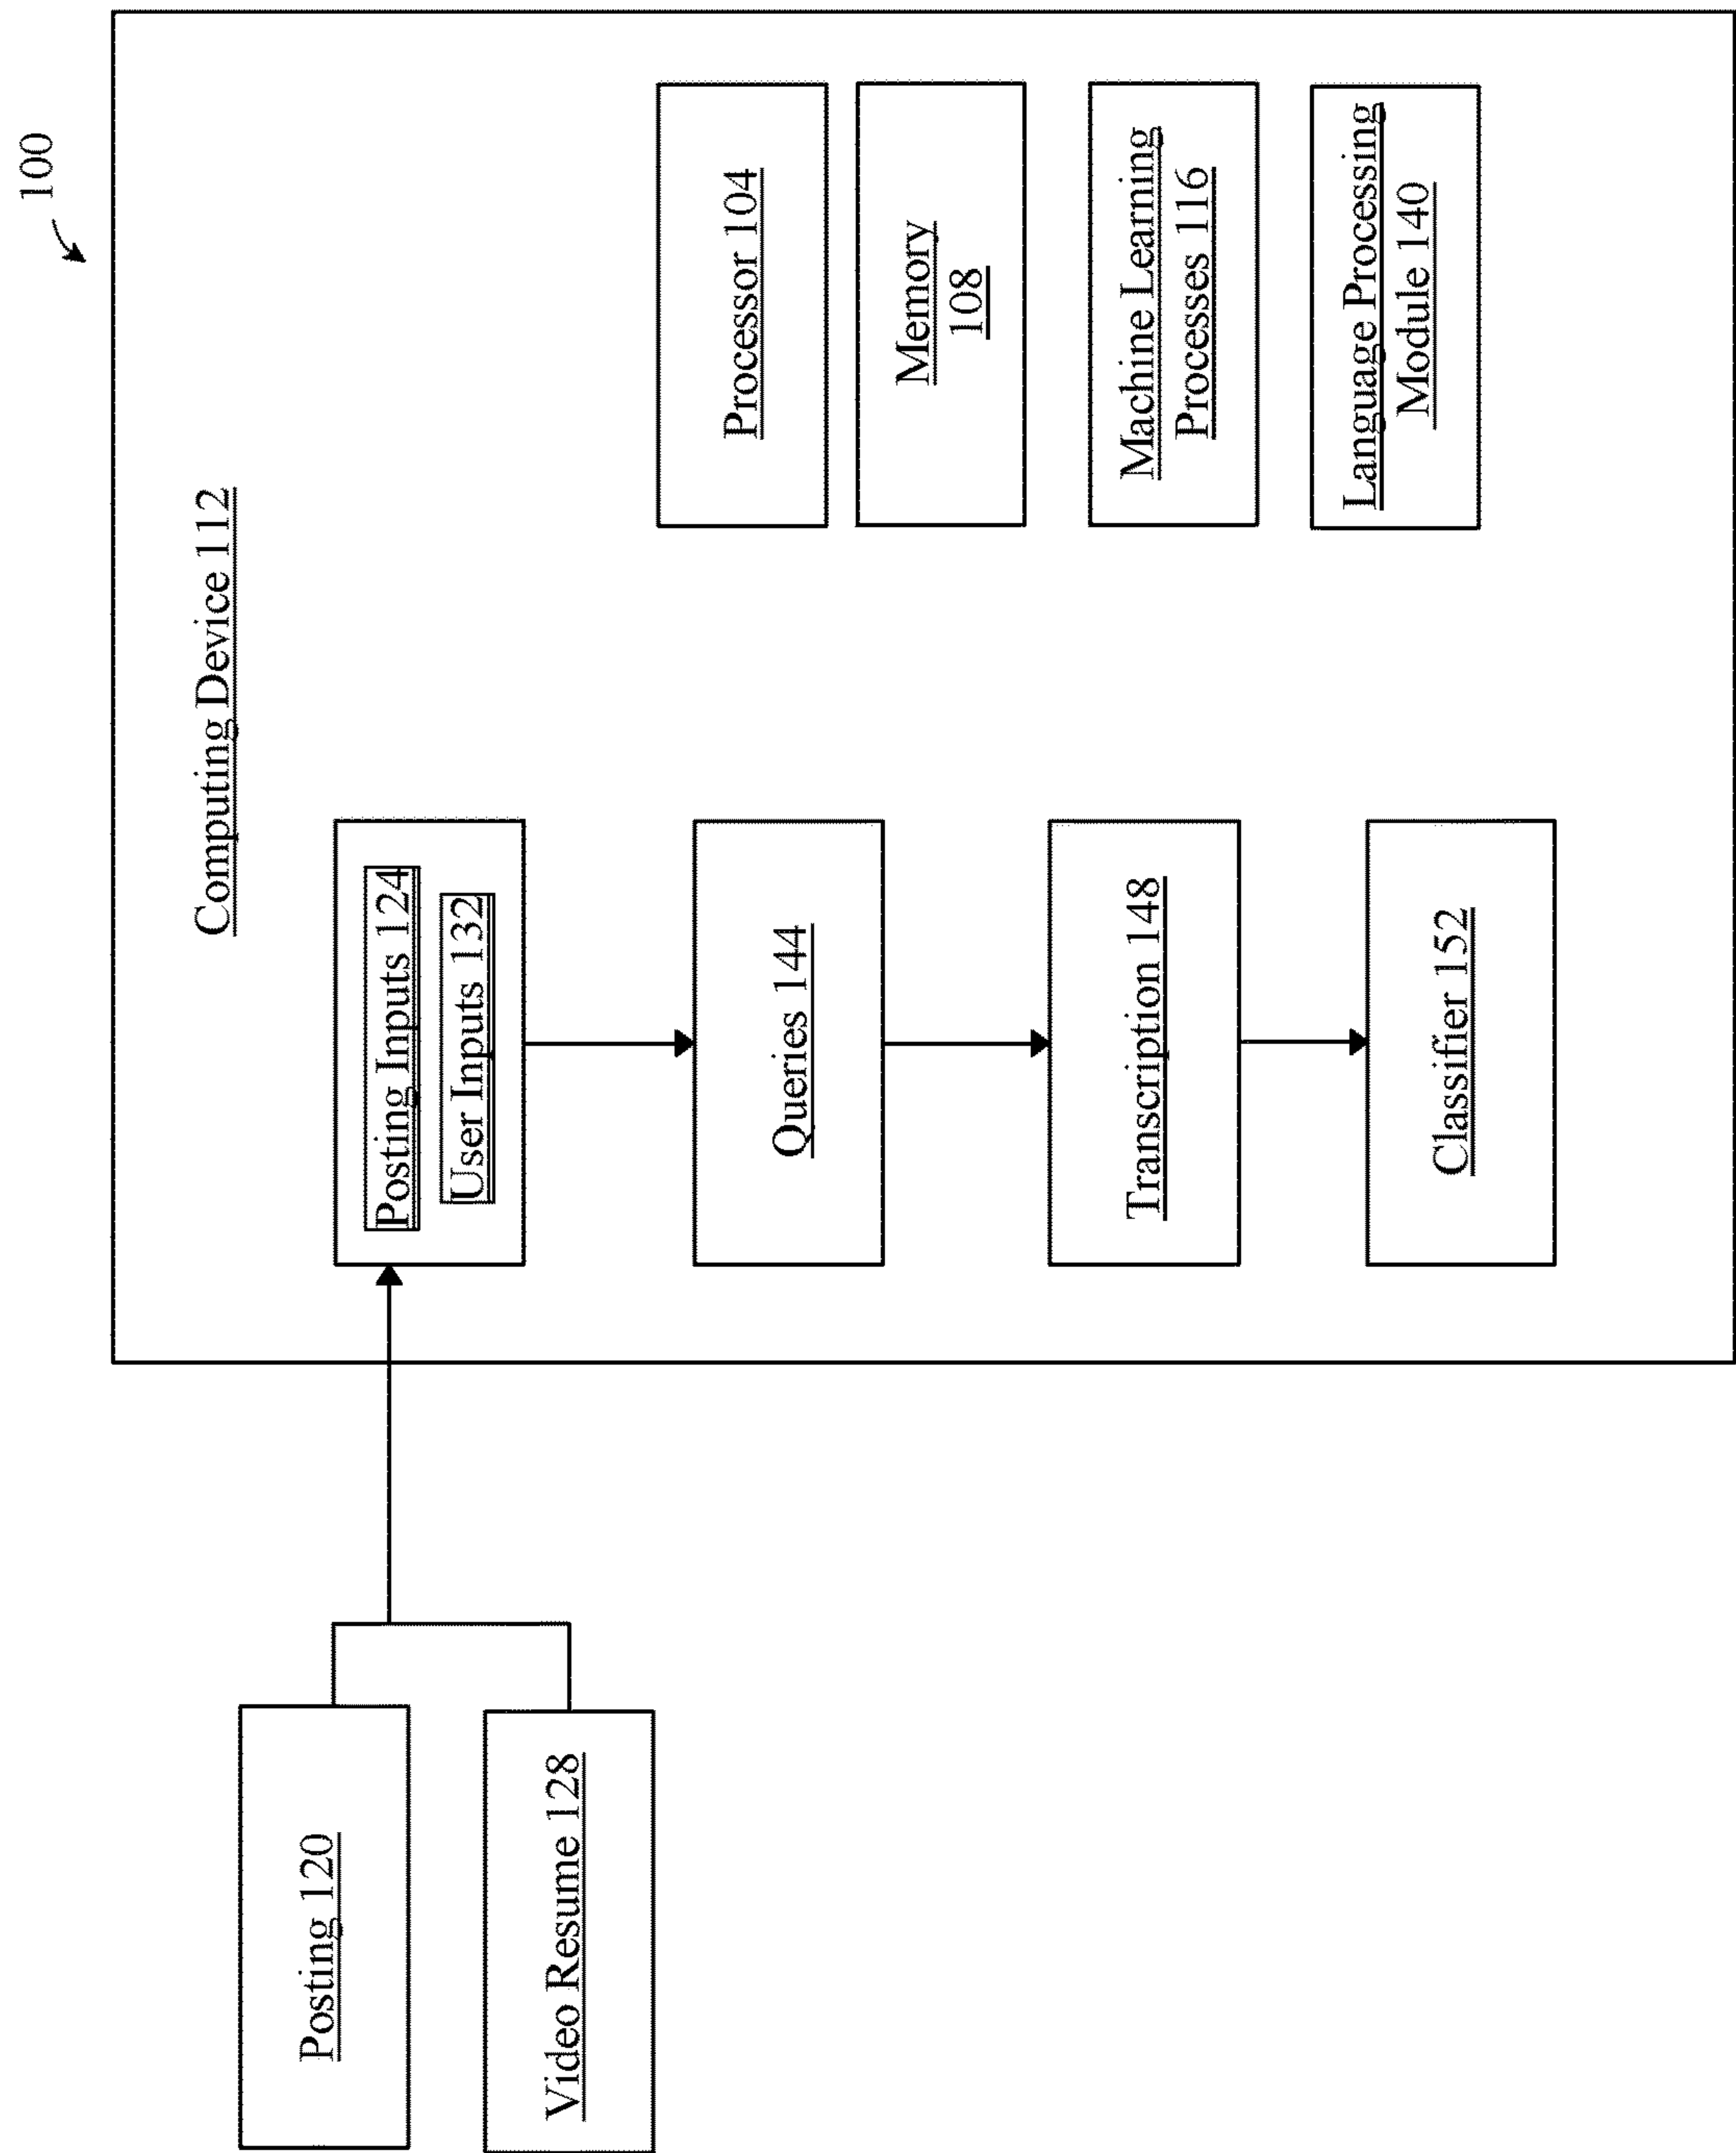 100
Computing Device 112
Posting 120
Video Resume 128
Posting Inputs 124
User Inputs 132
Queries 144
Transcription 148
Classifier 152
Processor 104
Memory
108
Machine Learning
Processes 116
Language Processing
Module 140